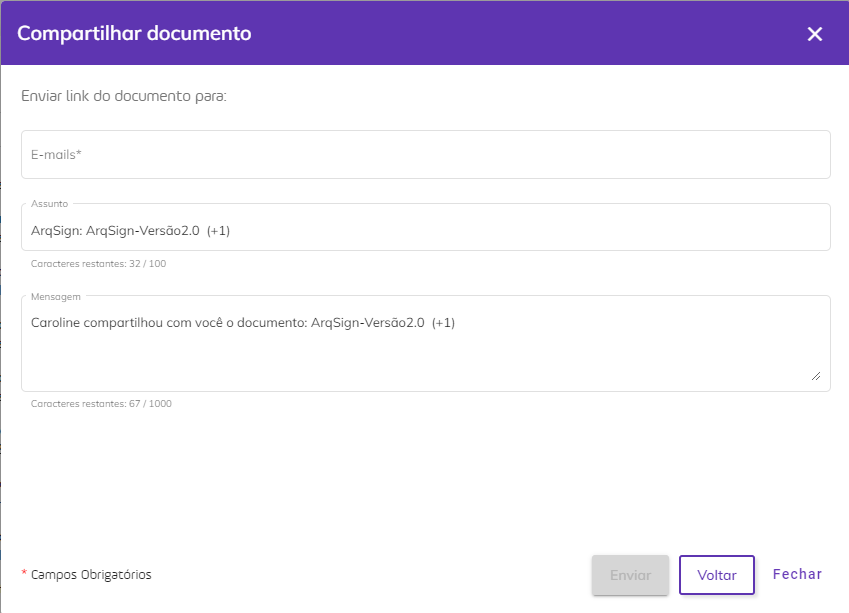 Compartilhar documento
Enviar link do documento para:
E-mails*
Assunto
ArqSign: ArqSign-Versão2.0 (+1)
Caracteres restantes: 32 / 100
Mensagem
Caroline compartilhou com você o documento: ArqSign-Versão2.0 (+1)
Caracteres restantes: 67 / 1000
* Campos Obrigatórios
Enviar
Voltar
Fechar